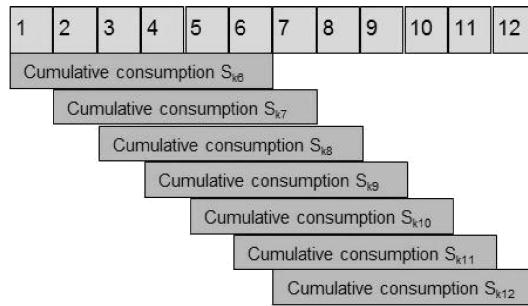 1 2 3 4 5 6 7 8 9 10 11 12
Cumulative consumption Sk6
Cumulative consumption Sk7
Cumulative consumption Sk8
Cumulative consumption Sk9
Cumulative consumption Sk10
Cumulative consumption Sk11
Cumulative consumption Sk12